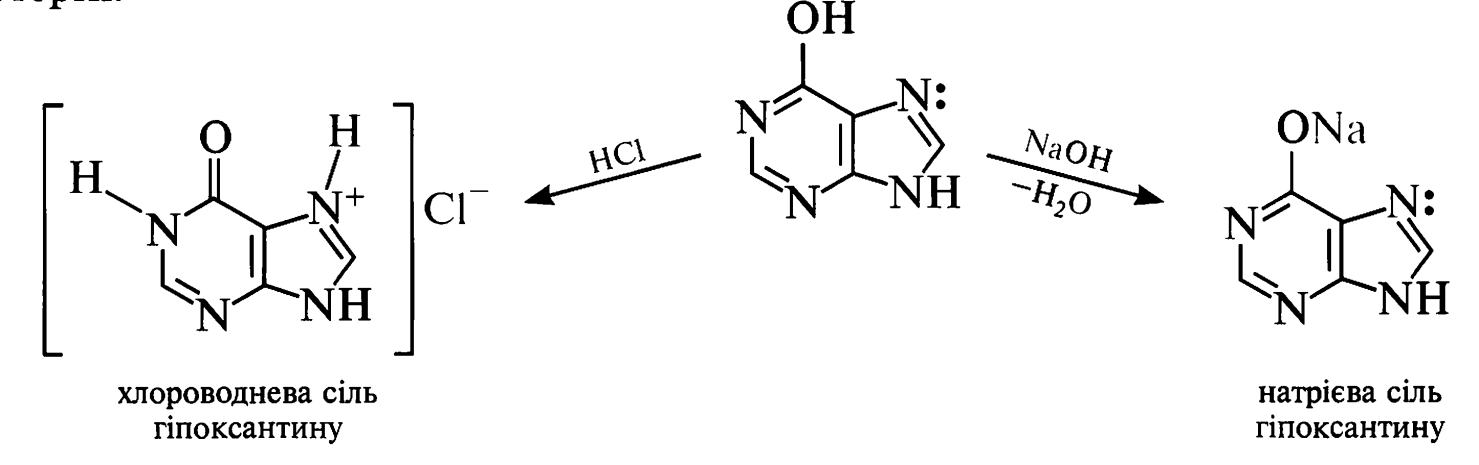 OH
N
N:
N
NH
HCl
NaOH
−H₂O
H
O
H
N
N+
N
NH
Cl−
ONa
N
N:
N
NH
хлороводнева сіль
гіпоксантину
натрієва сіль
гіпоксантину